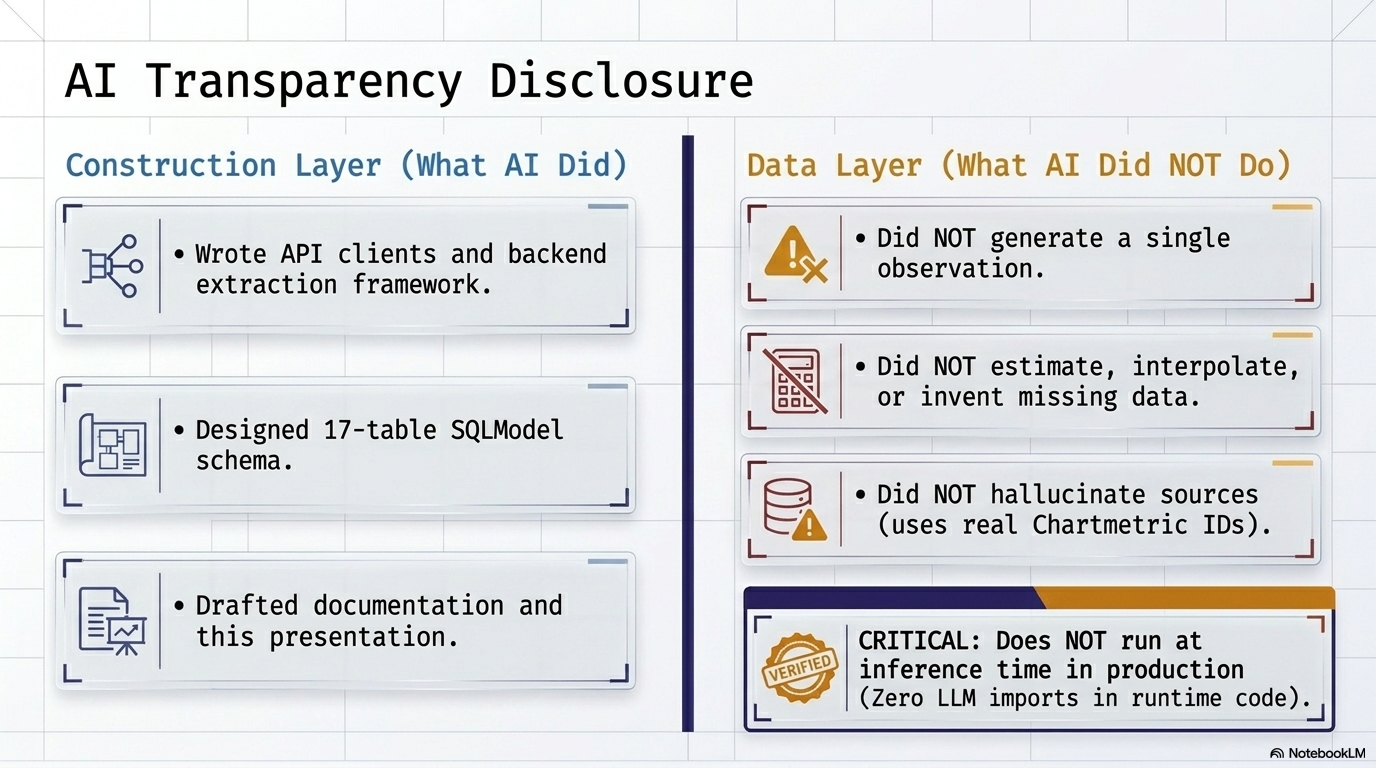 AI Transparency Disclosure
Construction Layer (What AI Did)
• Wrote API clients and backend
extraction framework.
• Designed 17-table SQLModel
schema.
• Drafted documentation and
this presentation.
Data Layer (What AI Did NOT Do)
• Did NOT generate a single
observation.
• Did NOT estimate, interpolate,
or invent missing data.
• Did NOT hallucinate sources
(uses real Chartmetric IDs).
VERIFIED
CRITICAL: Does NOT run at
inference time in production
(Zero LLM imports in runtime code).
NotebookLM